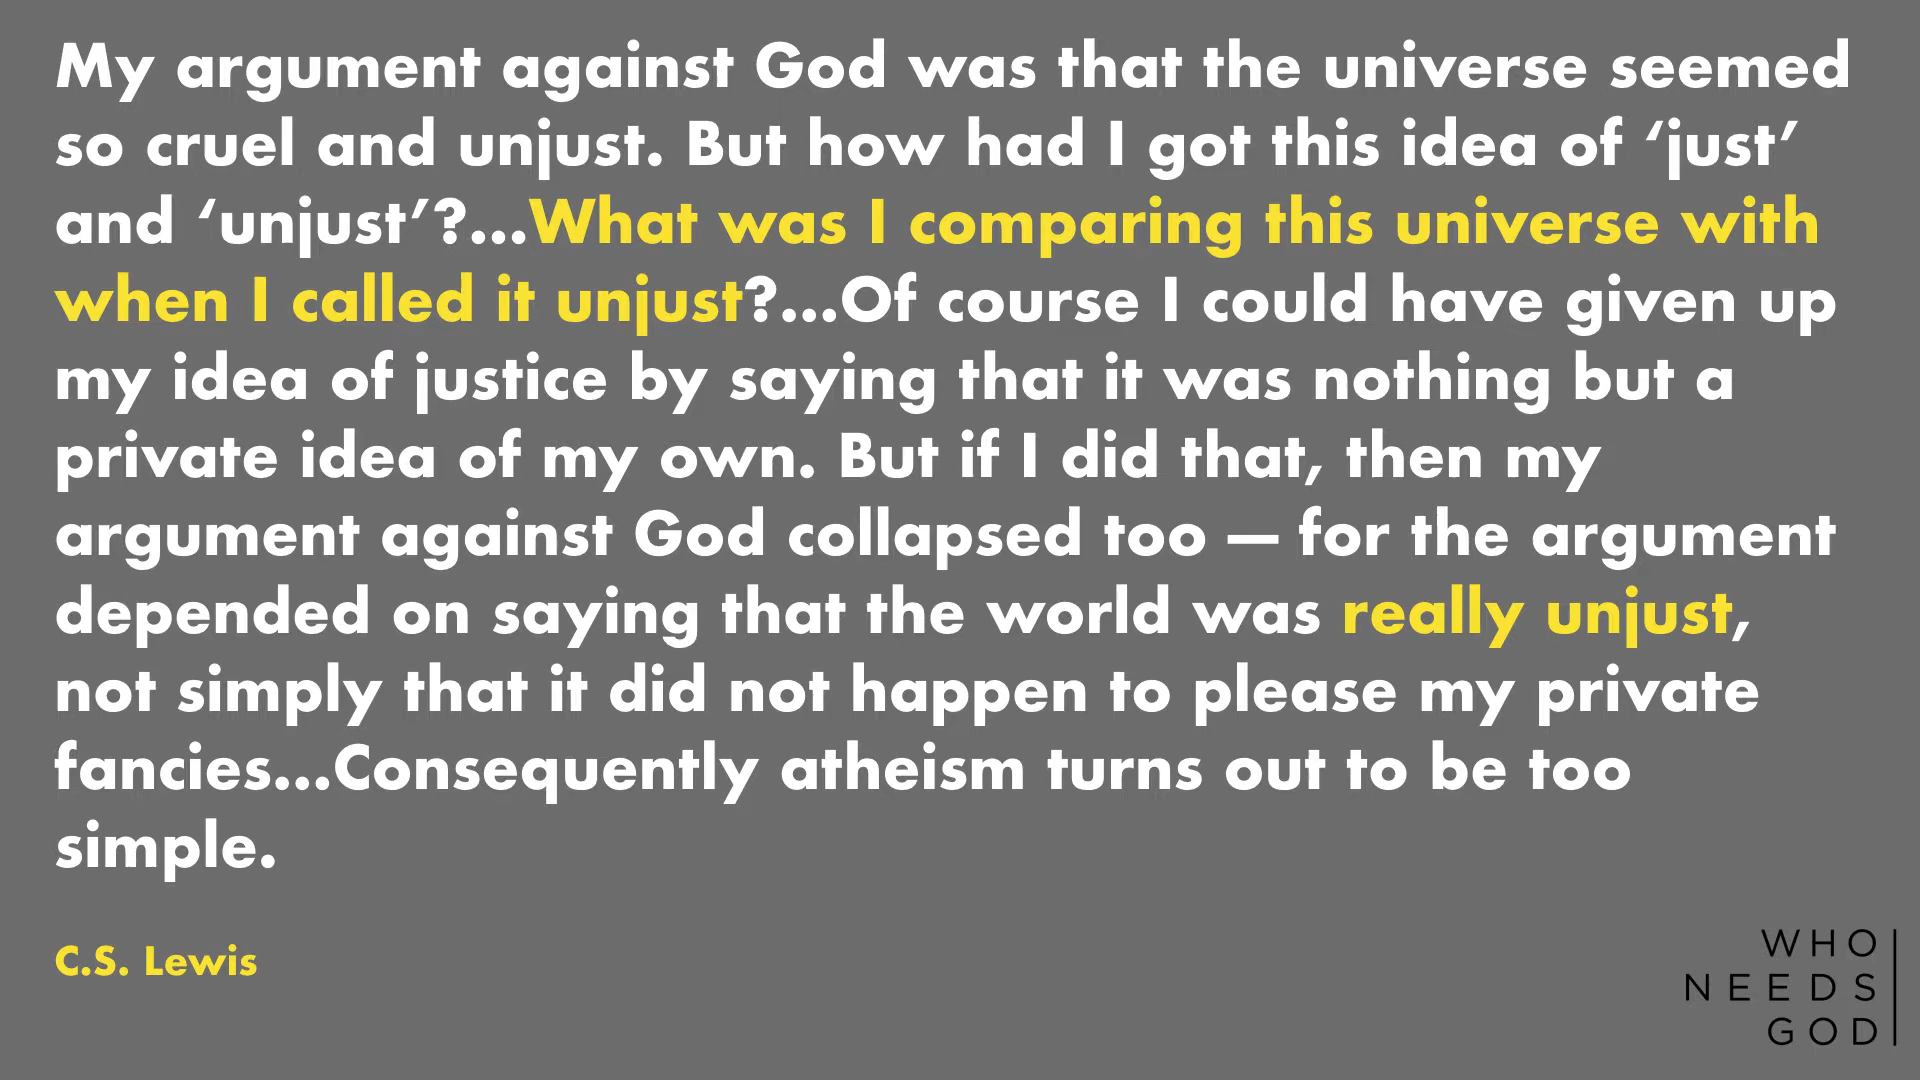 My argument against God was that the universe seemed
so cruel and unjust. But how had I got this idea of ‘just’
and ‘unjust’?...What was I comparing this universe with
when I called it unjust?...Of course I could have given up
my idea of justice by saying that it was nothing but a
private idea of my own. But if I did that, then my
argument against God collapsed too — for the argument
depended on saying that the world was really unjust,
not simply that it did not happen to please my private
fancies...Consequently atheism turns out to be too
simple.
C.S. Lewis
WHO
NEEDS
GOD